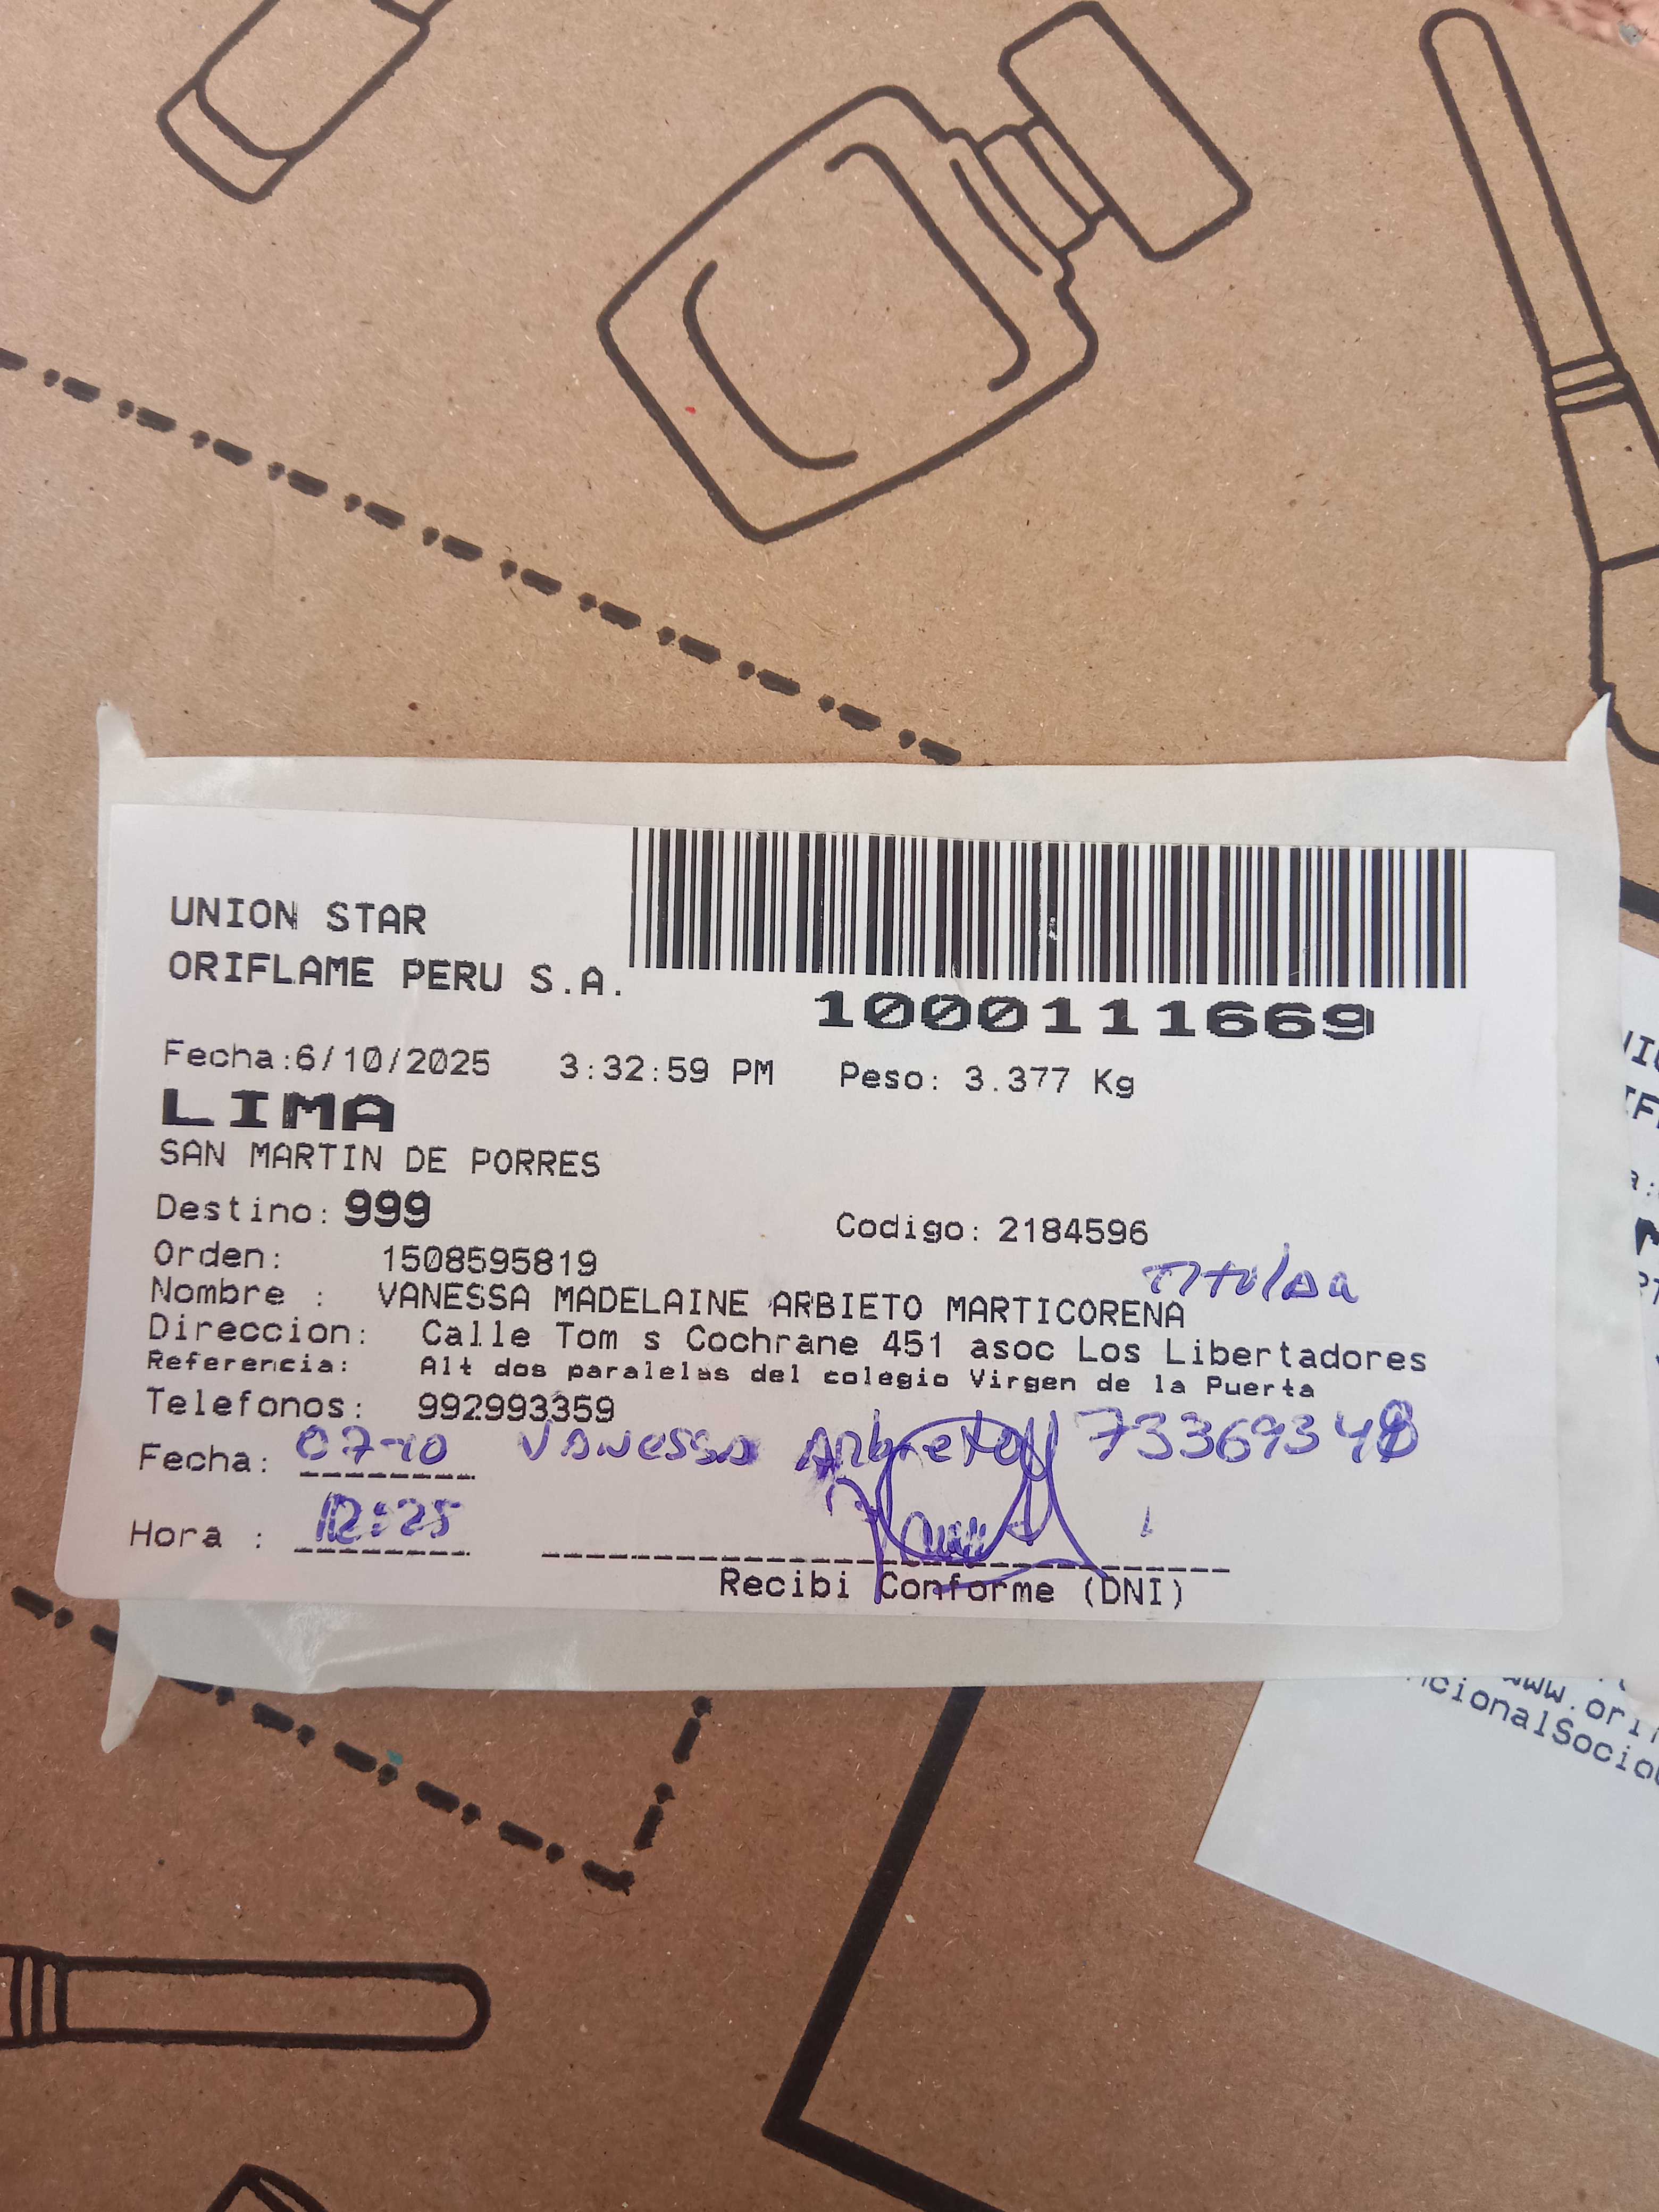 UNION STAR
ORIFLAME PERU S.A.
1000111669
Fecha:6/10/2025 3:32:59 PM Peso: 3.377 Kg
LIMA
SAN MARTIN DE PORRES
Destino: 999 Codigo: 2184596
Orden: 1508595819
Titular
Nombre : VANESSA MADELAINE ARBIETO MARTICORENA
Direccion: Calle Tom s Cochrane 451 asoc Los Libertadores
Referencia: Alt dos paralelas del colegio Virgen de la Puerta
Telefonos: 992993359
Fecha: 07-10 Vanessa Arbieto
Hora : 12:25
Recibi Conforme (DNI)
www.orif
cionalSocio